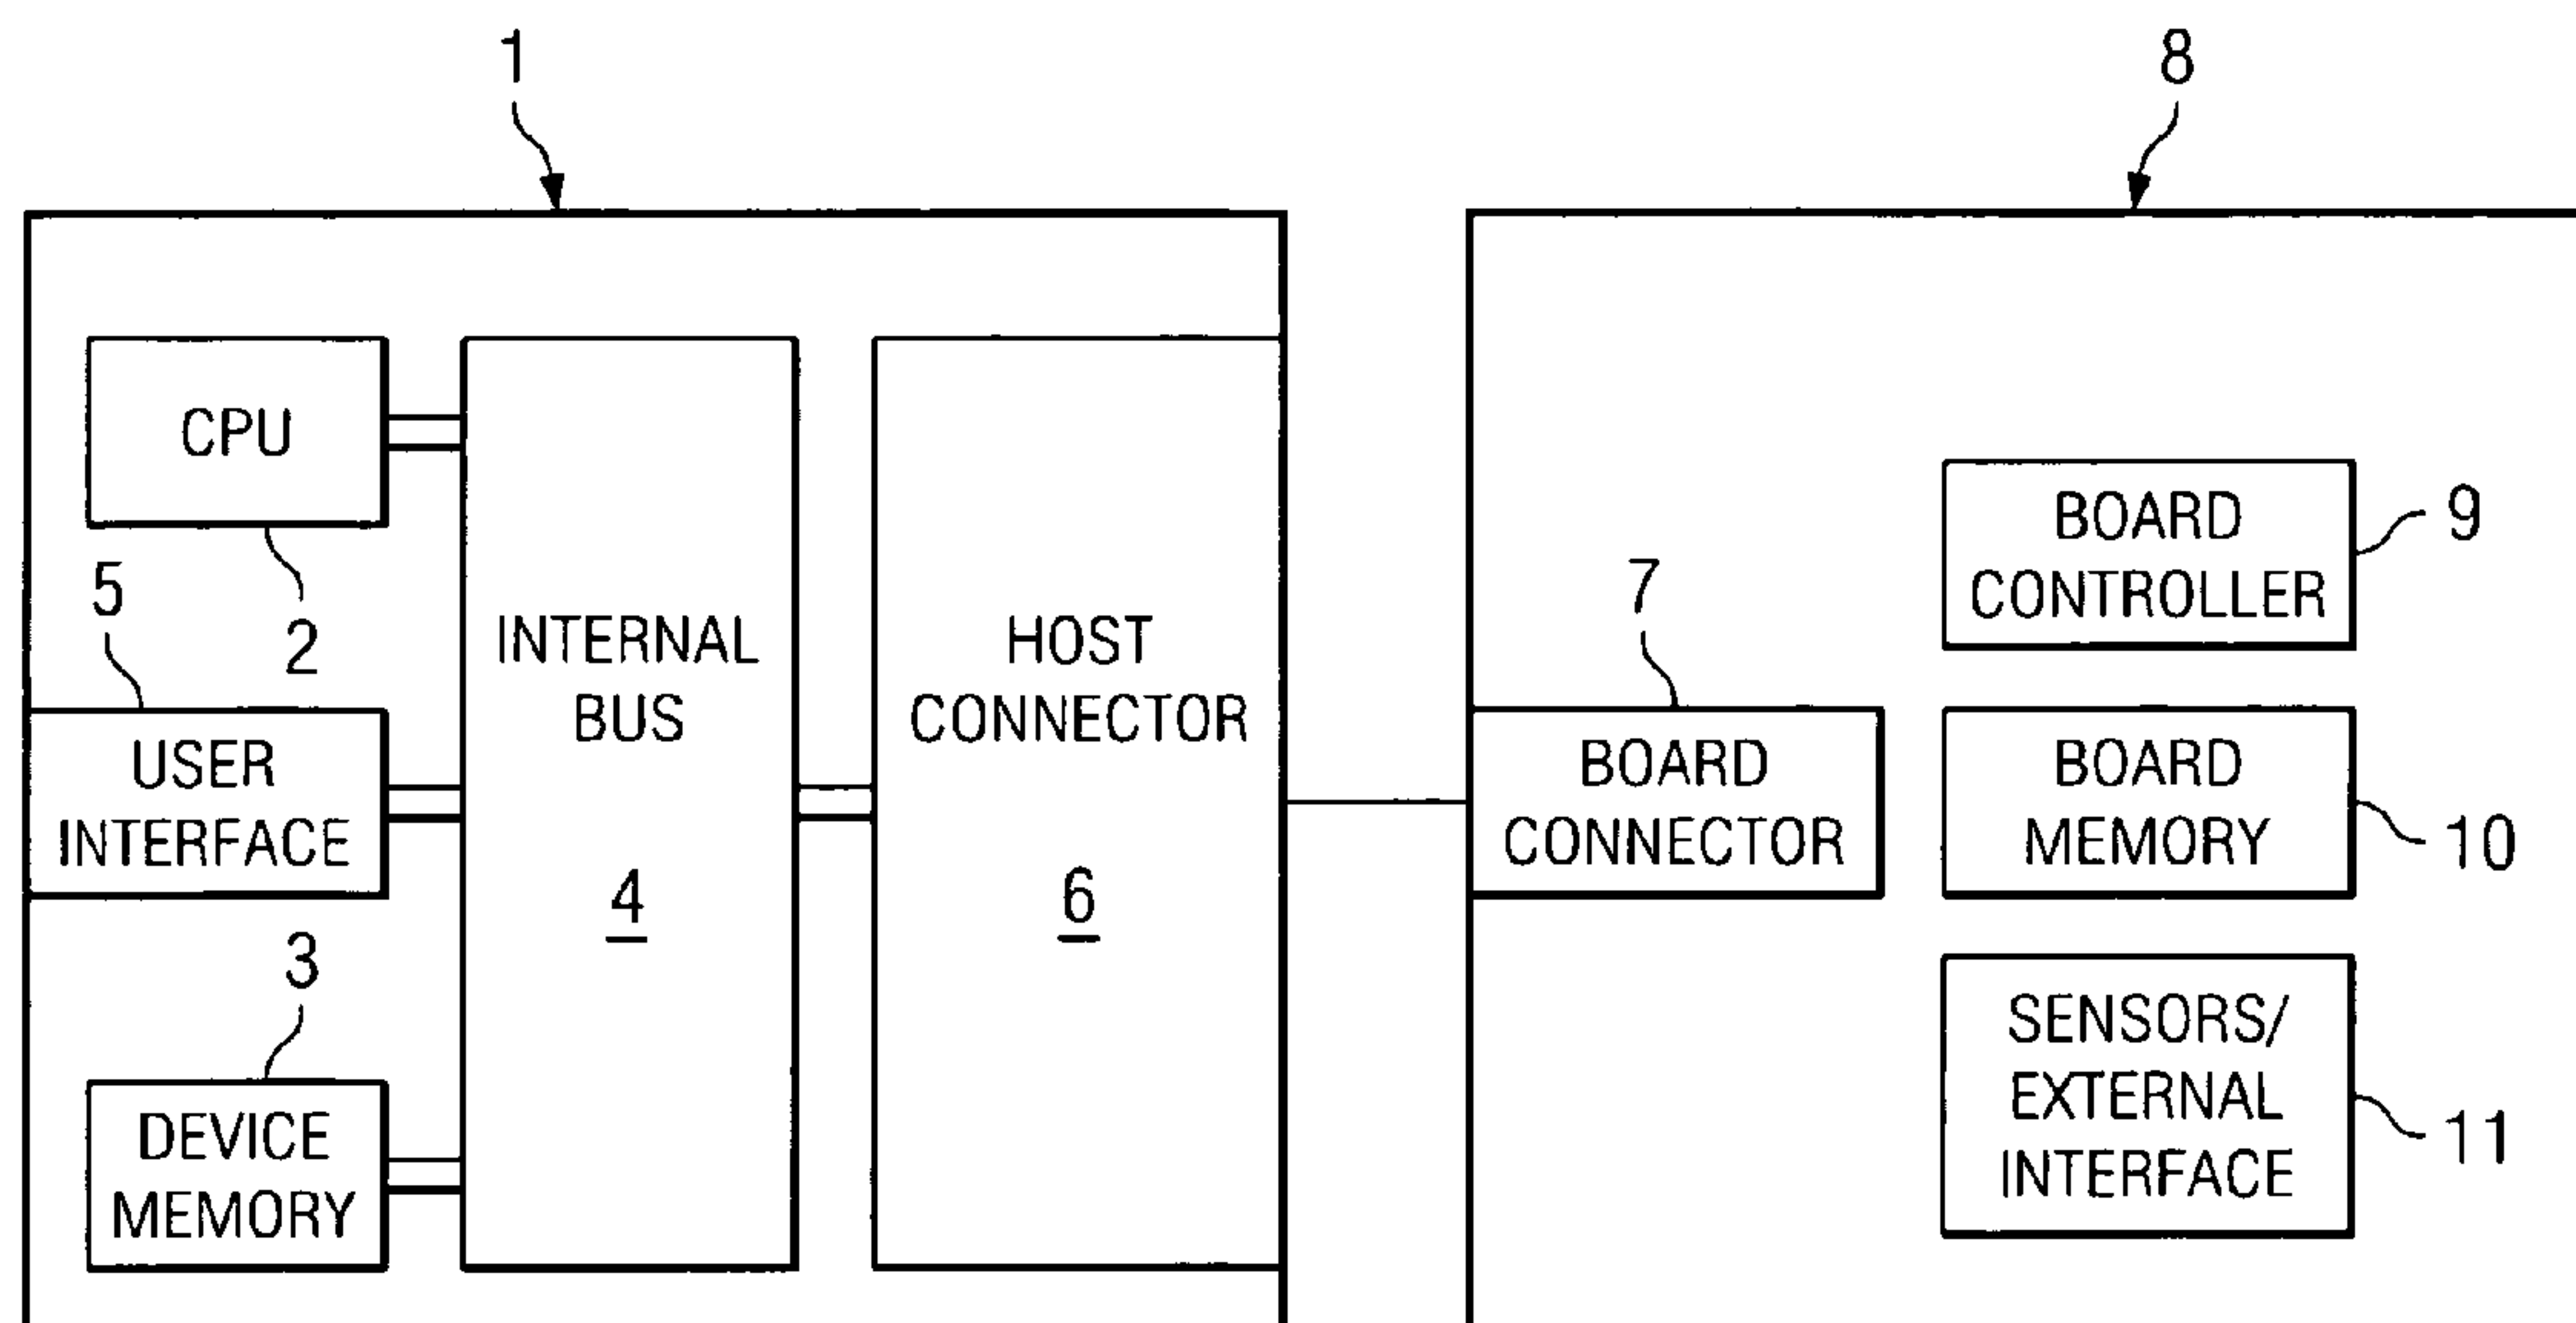 1
8
CPU
2
5
USER
INTERFACE
3
DEVICE
MEMORY
INTERNAL
BUS
4
HOST
CONNECTOR
6
7
BOARD
CONNECTOR
BOARD
CONTROLLER
9
BOARD
MEMORY
10
SENSORS/
EXTERNAL
INTERFACE
11